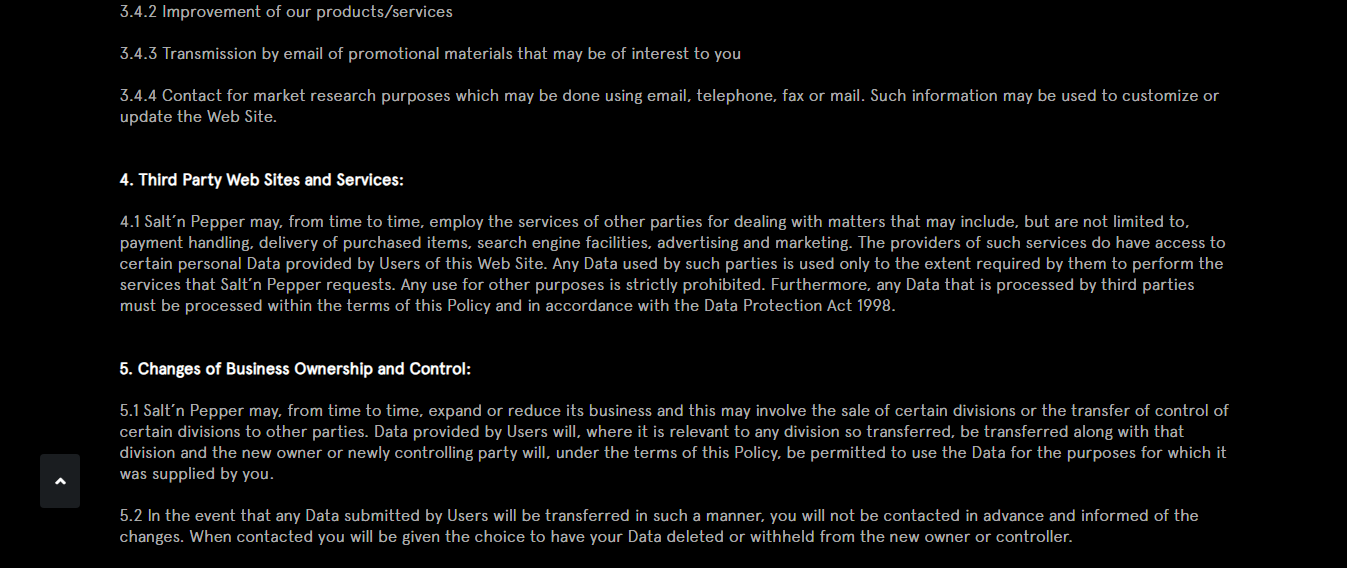 3.4.2 Improvement of our products/services
3.4.3 Transmission by email of promotional materials that may be of interest to you
3.4.4 Contact for market research purposes which may be done using email, telephone, fax or mail. Such information may be used to customize or
update the Web Site.
4. Third Party Web Sites and Services:
4.1 Salt’n Pepper may, from time to time, employ the services of other parties for dealing with matters that may include, but are not limited to,
payment handling, delivery of purchased items, search engine facilities, advertising and marketing. The providers of such services do have access to
certain personal Data provided by Users of this Web Site. Any Data used by such parties is used only to the extent required by them to perform the
services that Salt’n Pepper requests. Any use for other purposes is strictly prohibited. Furthermore, any Data that is processed by third parties
must be processed within the terms of this Policy and in accordance with the Data Protection Act 1998.
5. Changes of Business Ownership and Control:
5.1 Salt’n Pepper may, from time to time, expand or reduce its business and this may involve the sale of certain divisions or the transfer of control of
certain divisions to other parties. Data provided by Users will, where it is relevant to any division so transferred, be transferred along with that
division and the new owner or newly controlling party will, under the terms of this Policy, be permitted to use the Data for the purposes for which it
was supplied by you.
5.2 In the event that any Data submitted by Users will be transferred in such a manner, you will not be contacted in advance and informed of the
changes. When contacted you will be given the choice to have your Data deleted or withheld from the new owner or controller.